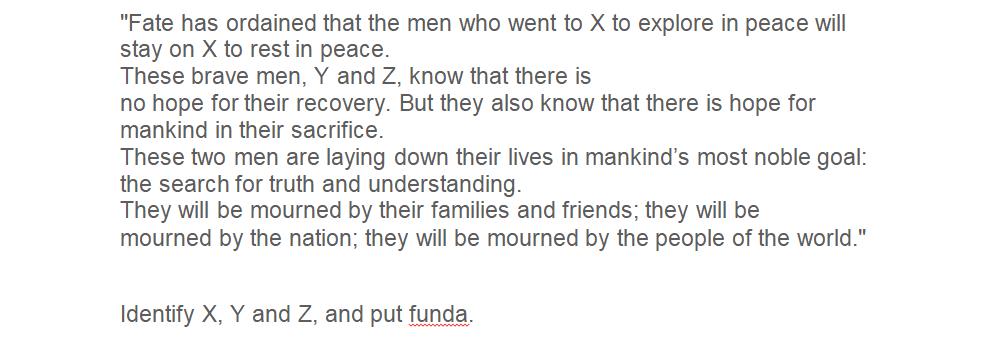 "Fate has ordained that the men who went to X to explore in peace will
stay on X to rest in peace.
These brave men, Y and Z, know that there is
no hope for their recovery. But they also know that there is hope for
mankind in their sacrifice.
These two men are laying down their lives in mankind’s most noble goal:
the search for truth and understanding.
They will be mourned by their families and friends; they will be
mourned by the nation; they will be mourned by the people of the world."
Identify X, Y and Z, and put funda.